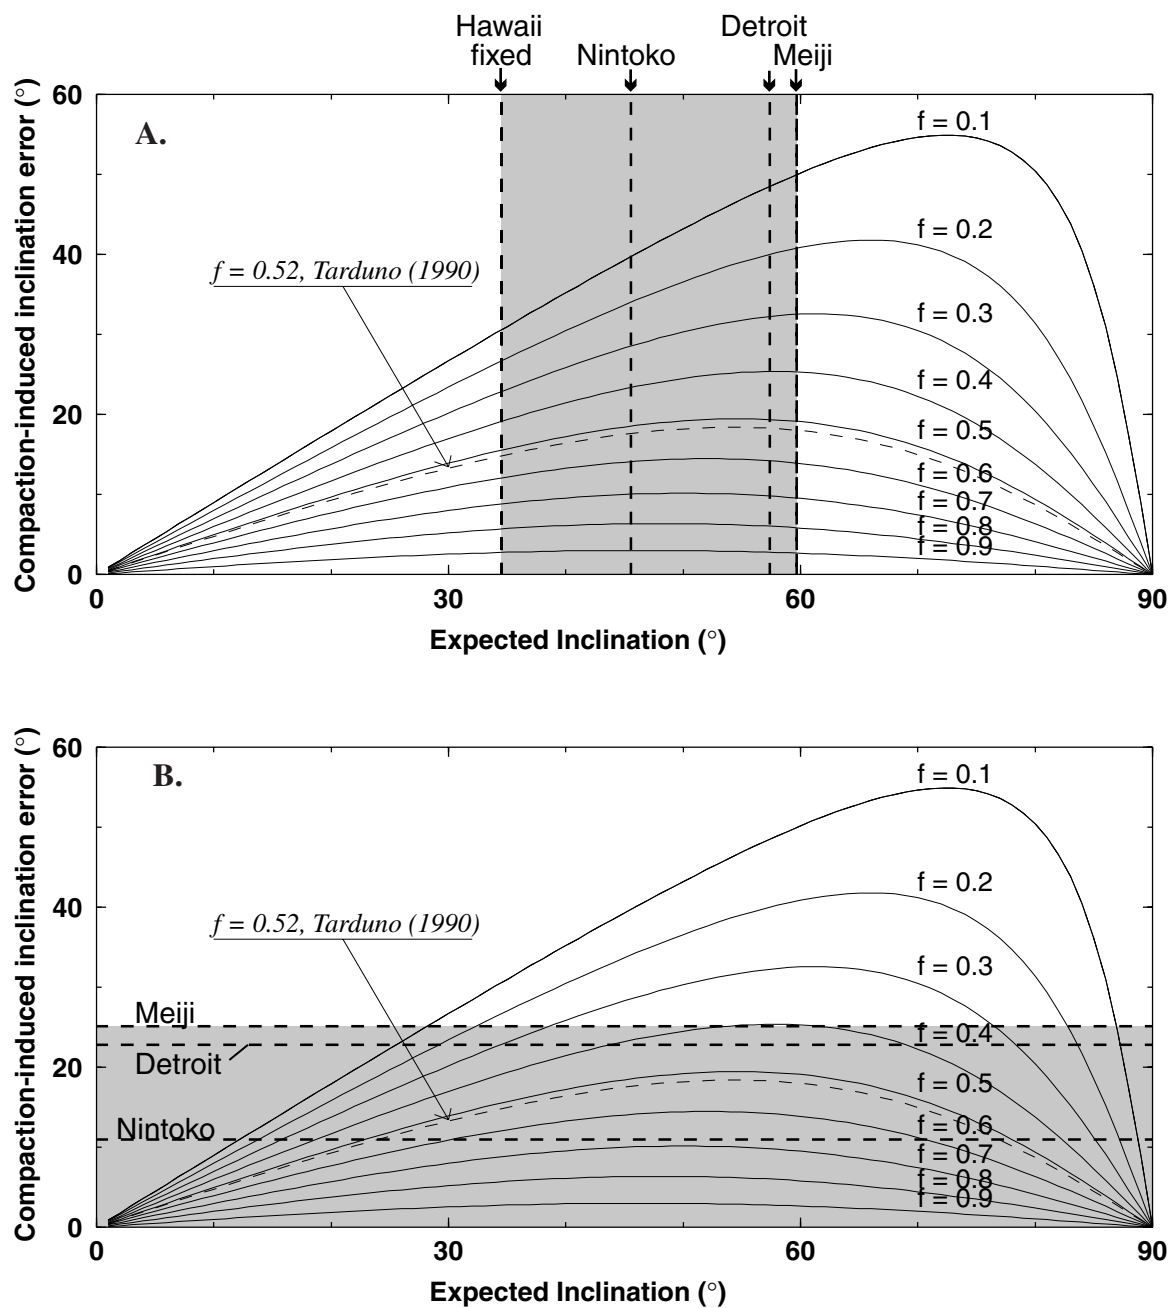 Hawaii
fixed
Nintoko
Detroit
Meiji
Compaction-induced inclination error (°)
60
40
20
0
A.
f = 0.52, Tarduno (1990)
f = 0.1
f = 0.2
f = 0.3
f = 0.4
f = 0.5
f = 0.6
f = 0.7
f = 0.8
f = 0.9
0 30 60 90
Expected Inclination (°)
Compaction-induced inclination error (°)
60
40
20
0
B.
f = 0.52, Tarduno (1990)
Meiji
Detroit
Nintoko
f = 0.1
f = 0.2
f = 0.3
f = 0.4
f = 0.5
f = 0.6
f = 0.7
f = 0.8
f = 0.9
0 30 60 90
Expected Inclination (°)